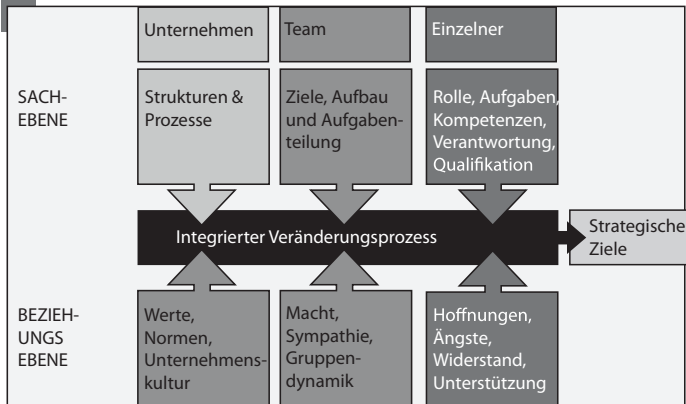 Unternehmen
Team
Einzelner
SACH-
EBENE
Strukturen &
Prozesse
Ziele, Aufbau
und Aufgaben-
teilung
Rolle, Aufgaben,
Kompetenzen,
Verantwortung,
Qualifikation
Integrierter Veränderungsprozess
Strategische
Ziele
BEZIEH-
UNGS
EBENE
Werte,
Normen,
Unternehmens-
kultur
Macht,
Sympathie,
Gruppen-
dynamik
Hoffnungen,
Ängste,
Widerstand,
Unterstützung